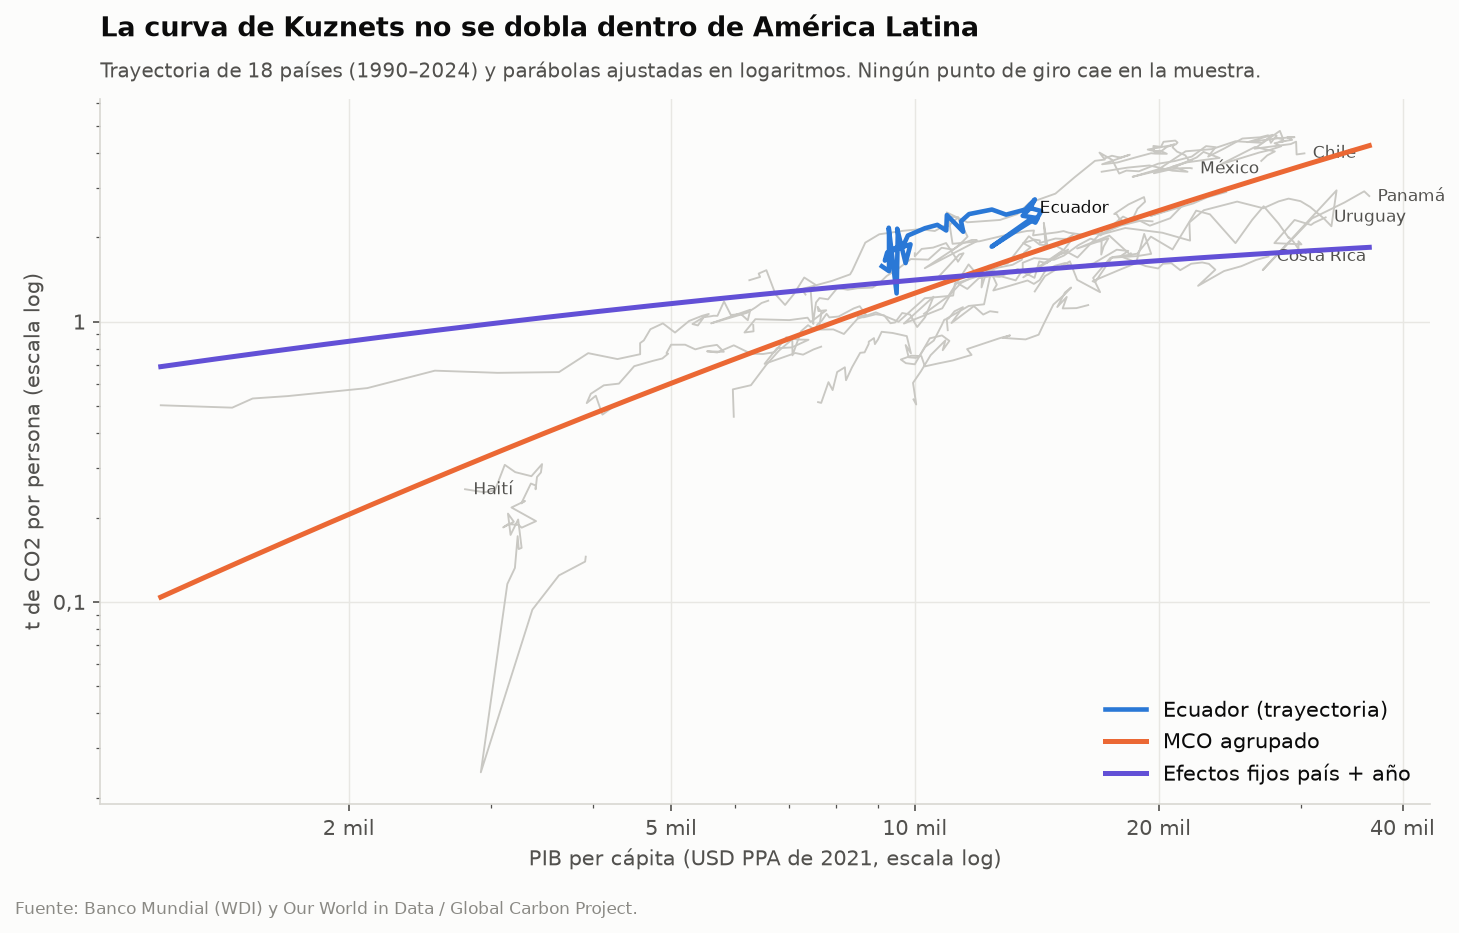 La curva de Kuznets no se dobla dentro de América Latina
Trayectoria de 18 países (1990–2024) y parábolas ajustadas en logaritmos. Ningún punto de giro cae en la muestra.
t de CO2 por persona (escala log)
1
0,1
Chile
México
Panamá
Ecuador
Uruguay
Costa Rica
Haití
Ecuador (trayectoria)
MCO agrupado
Efectos fijos país + año
2 mil
5 mil
10 mil
20 mil
40 mil
PIB per cápita (USD PPA de 2021, escala log)
Fuente: Banco Mundial (WDI) y Our World in Data / Global Carbon Project.